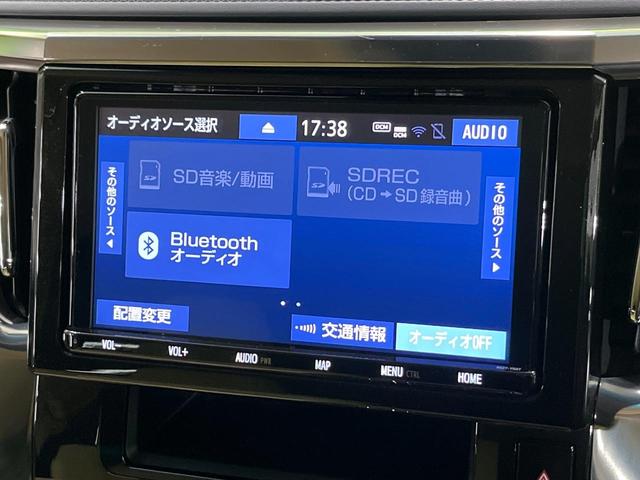 オーディオソース選択
17:38
DCM
DCM
AUDIO
その他のソース
SD音楽/動画
SDREC
(CD→SD録音曲)
その他のソース
Bluetooth
オーディオ
配置変更
交通情報
オーディオOFF
VOL-
VOL+
AUDIO PWR
MAP
MENU CTRL
HOME